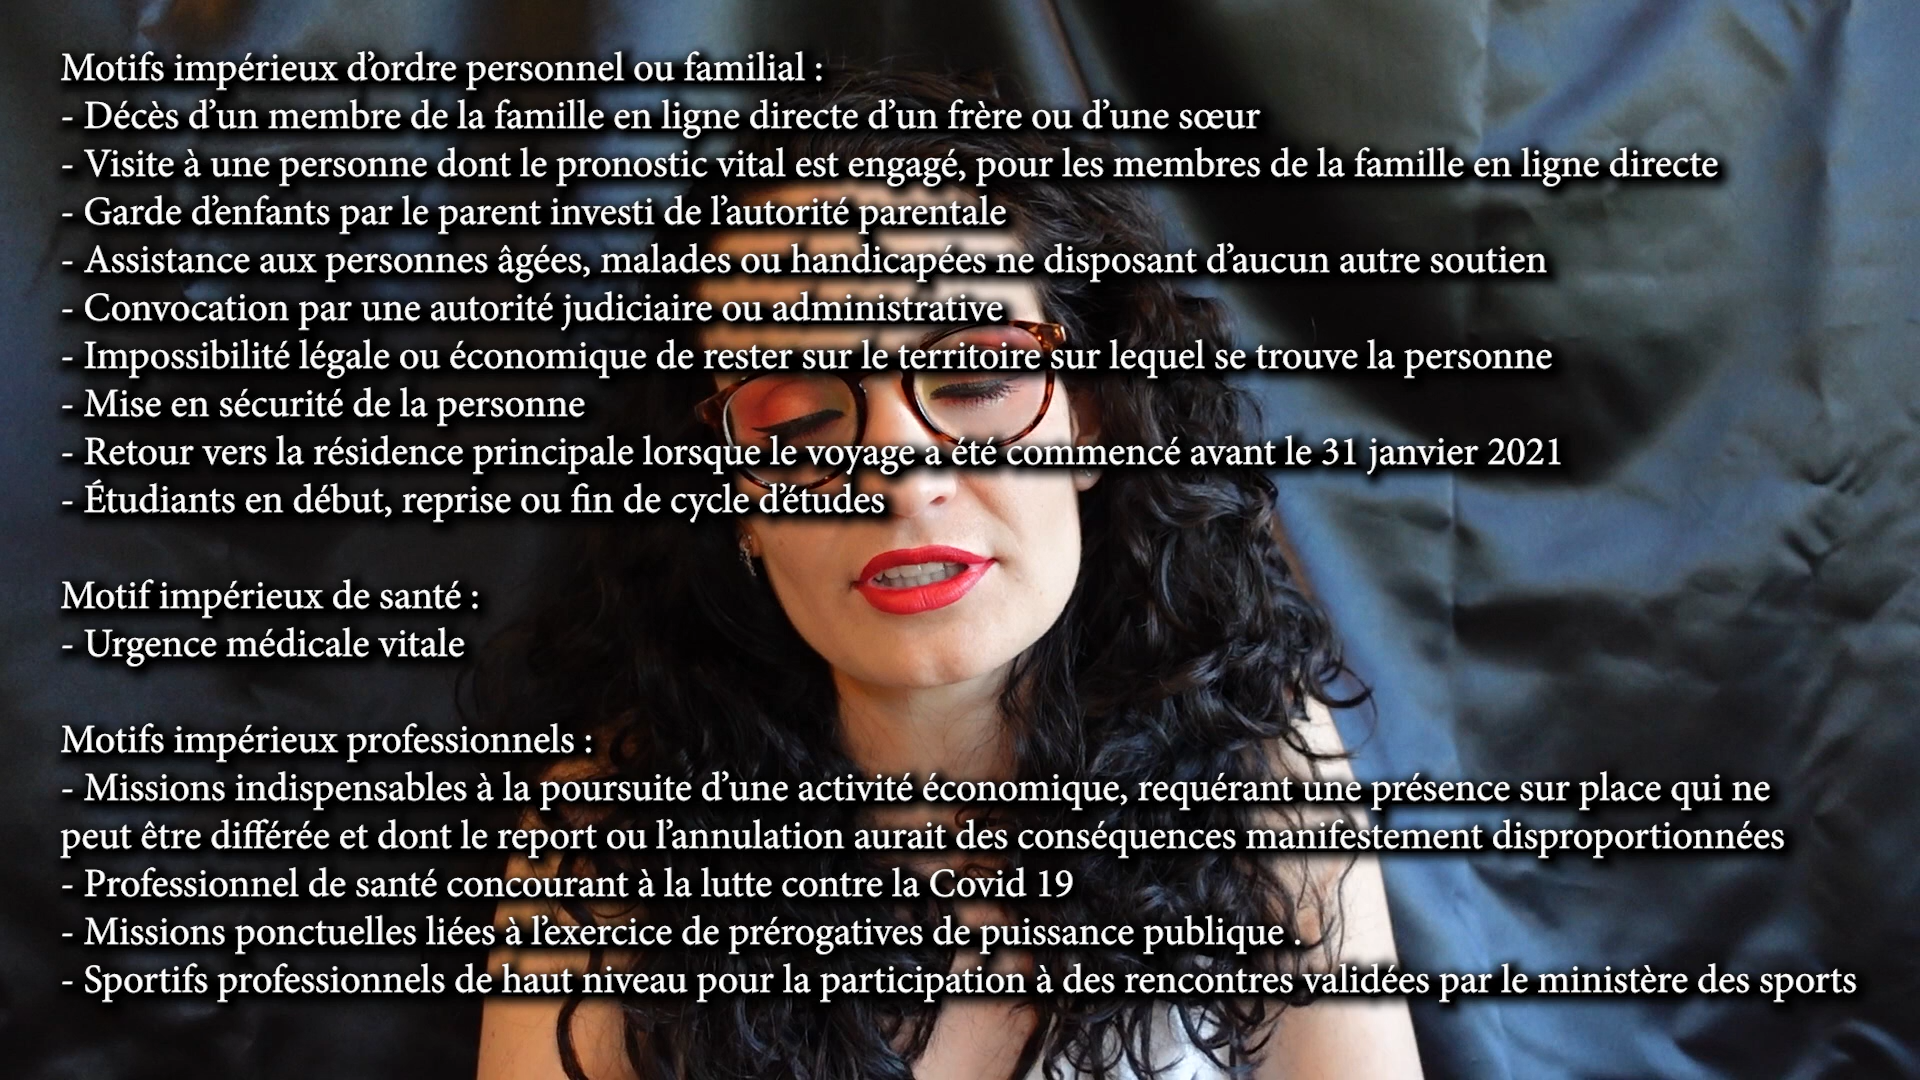 Motifs impérieux d’ordre personnel ou familial :
- Décès d’un membre de la famille en ligne directe d’un frère ou d’une sœur
- Visite à une personne dont le pronostic vital est engagé, pour les membres de la famille en ligne directe
- Garde d’enfants par le parent investi de l’autorité parentale
- Assistance aux personnes âgées, malades ou handicapées ne disposant d’aucun autre soutien
- Convocation par une autorité judiciaire ou administrative
- Impossibilité légale ou économique de rester sur le territoire sur lequel se trouve la personne
- Mise en sécurité de la personne
- Retour vers la résidence principale lorsque le voyage a été commencé avant le 31 janvier 2021
- Étudiants en début, reprise ou fin de cycle d’études
Motif impérieux de santé :
- Urgence médicale vitale
Motifs impérieux professionnels :
- Missions indispensables à la poursuite d’une activité économique, requérant une présence sur place qui ne
peut être différée et dont le report ou l’annulation aurait des conséquences manifestement disproportionnées
- Professionnel de santé concourant à la lutte contre la Covid 19
- Missions ponctuelles liées à l’exercice de prérogatives de puissance publique .
- Sportifs professionnels de haut niveau pour la participation à des rencontres validées par le ministère des sports